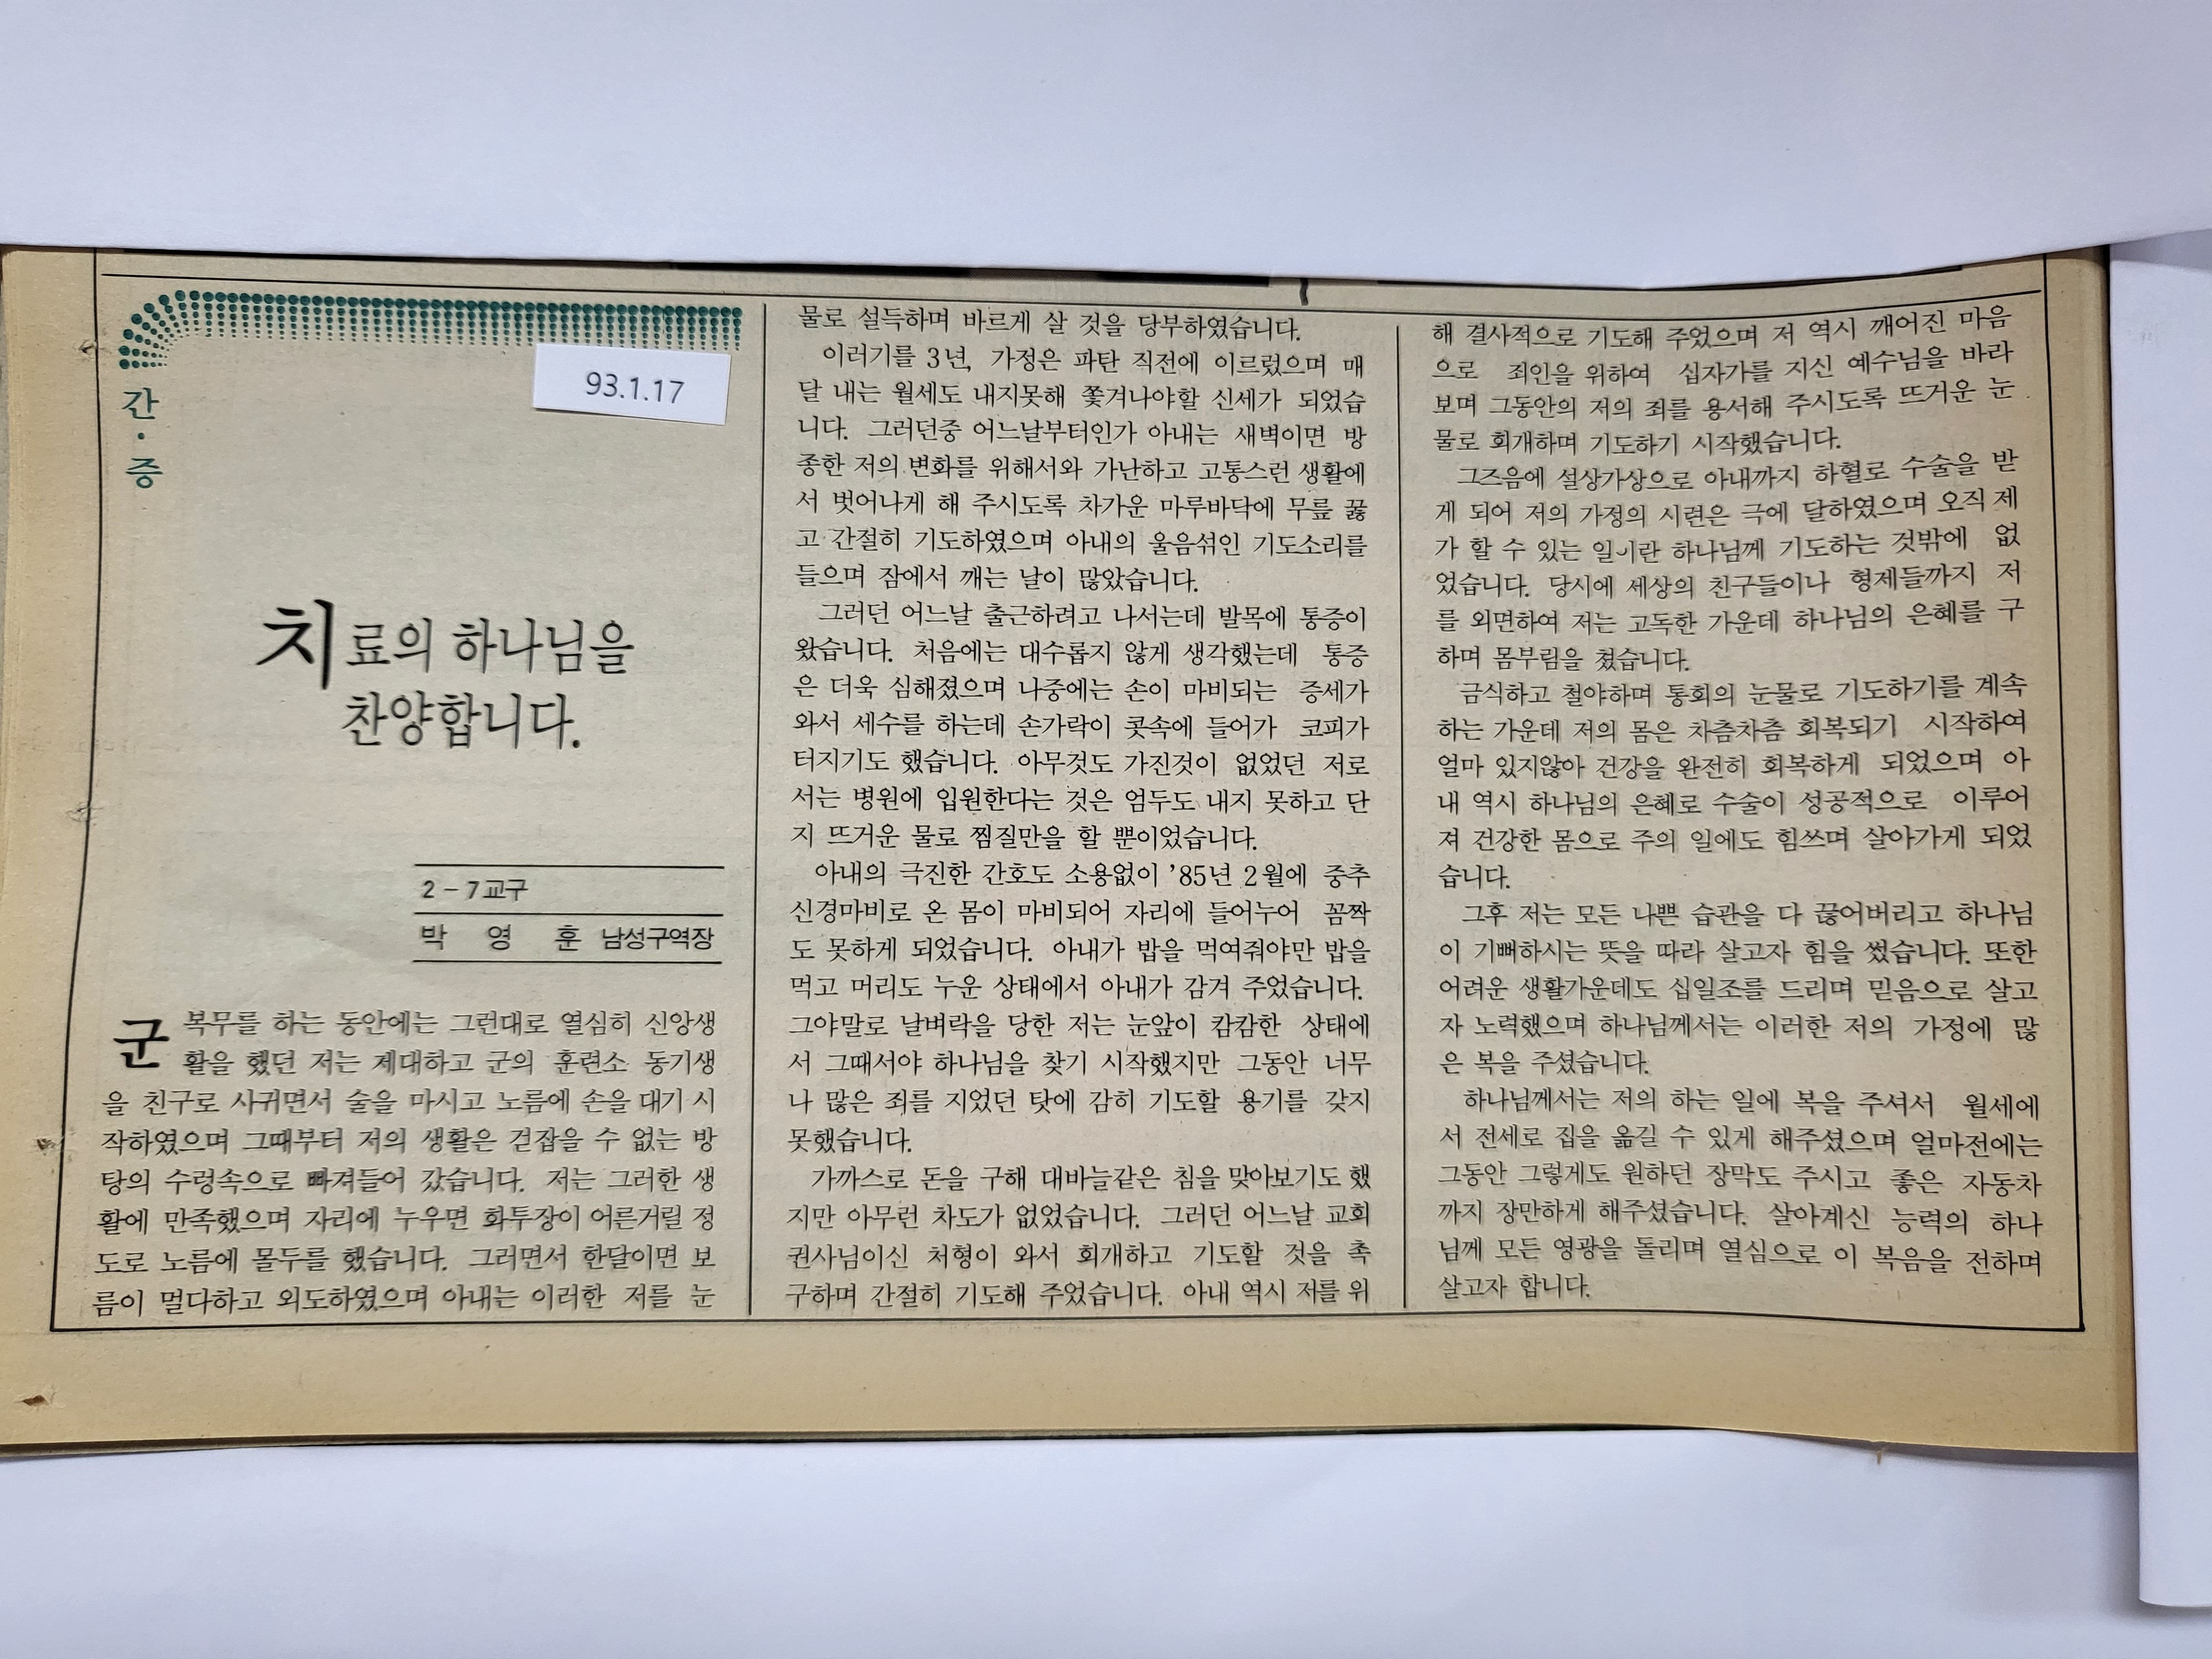 간·증
93.1.17
치료의 하나님을
찬양합니다.
2-7교구
박 영 훈 남성구역장
군복무를 하는 동안에는 그런대로 열심히 신앙생
활을 했던 저는 제대하고 군의 훈련소 동기생
을 친구로 사귀면서 술을 마시고 노름에 손을 대기 시
작하였으며 그때부터 저의 생활은 걷잡을 수 없는 방
탕의 수렁속으로 빠져들어 갔습니다. 저는 그러한 생
활에 만족했으며 자리에 누우면 화투장이 어른거릴 정
도로 노름에 몰두를 했습니다. 그러면서 한달이면 보
름이 멀다하고 외도하였으며 아내는 이러한 저를 눈
물로 설득하며 바르게 살 것을 당부하였습니다.
이러기를 3년, 가정은 파탄 직전에 이르렀으며 매
달 내는 월세도 내지못해 쫓겨나야할 신세가 되었습
니다. 그러던중 어느날부터인가 아내는 새벽이면 방
종한 저의 변화를 위해서와 가난하고 고통스런 생활에
서 벗어나게 해 주시도록 차가운 마루바닥에 무릎 꿇
고 간절히 기도하였으며 아내의 울음섞인 기도소리를
들으며 잠에서 깨는 날이 많았습니다.
그러던 어느날 출근하려고 나서는데 발목에 통증이
왔습니다. 처음에는 대수롭지 않게 생각했는데 통증
은 더욱 심해졌으며 나중에는 손이 마비되는 증세가
와서 세수를 하는데 손가락이 콧속에 들어가 코피가
터지기도 했습니다. 아무것도 가진것이 없었던 저로
서는 병원에 입원한다는 것은 엄두도 내지 못하고 단
지 뜨거운 물로 찜질만을 할 뿐이었습니다.
아내의 극진한 간호도 소용없이 '85년 2월에 중추
신경마비로 온 몸이 마비되어 자리에 들어누어 꼼짝
도 못하게 되었습니다. 아내가 밥을 먹여줘야만 밥을
먹고 머리도 누운 상태에서 아내가 감겨 주었습니다.
그야말로 날벼락을 당한 저는 눈앞이 캄캄한 상태에
서 그때서야 하나님을 찾기 시작했지만 그동안 너무
나 많은 죄를 지었던 탓에 감히 기도할 용기를 갖지
못했습니다.
가까스로 돈을 구해 대바늘같은 침을 맞아보기도 했
지만 아무런 차도가 없었습니다. 그러던 어느날 교회
권사님이신 처형이 와서 회개하고 기도할 것을 촉
구하며 간절히 기도해 주었습니다. 아내 역시 저를 위
해 결사적으로 기도해 주었으며 저 역시 깨어진 마음
으로 죄인을 위하여 십자가를 지신 예수님을 바라
보며 그동안의 저의 죄를 용서해 주시도록 뜨거운 눈
물로 회개하며 기도하기 시작했습니다.
그즈음에 설상가상으로 아내까지 하혈로 수술을 받
게 되어 저의 가정의 시련은 극에 달하였으며 오직 제
가 할 수 있는 일이란 하나님께 기도하는 것밖에 없
었습니다. 당시에 세상의 친구들이나 형제들까지 저
를 외면하여 저는 고독한 가운데 하나님의 은혜를 구
하며 몸부림을 쳤습니다.
금식하고 철야하며 통회의 눈물로 기도하기를 계속
하는 가운데 저의 몸은 차츰차츰 회복되기 시작하여
얼마 있지않아 건강을 완전히 회복하게 되었으며 아
내 역시 하나님의 은혜로 수술이 성공적으로 이루어
져 건강한 몸으로 주의 일에도 힘쓰며 살아가게 되었
습니다.
그후 저는 모든 나쁜 습관을 다 끊어버리고 하나님
이 기뻐하시는 뜻을 따라 살고자 힘을 썼습니다. 또한
어려운 생활가운데도 십일조를 드리며 믿음으로 살고
자 노력했으며 하나님께서는 이러한 저의 가정에 많
은 복을 주셨습니다.
하나님께서는 저의 하는 일에 복을 주셔서 월세에
서 전세로 집을 옮길 수 있게 해주셨으며 얼마전에는
그동안 그렇게도 원하던 장막도 주시고 좋은 자동차
까지 장만하게 해주셨습니다. 살아계신 능력의 하나
님께 모든 영광을 돌리며 열심으로 이 복음을 전하며
살고자 합니다.